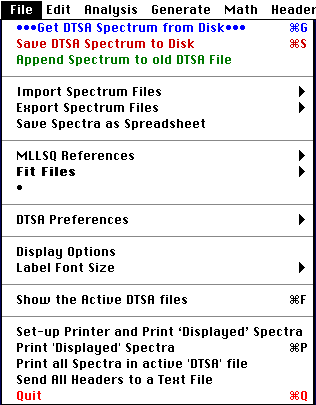 File Edit Analysis Generate Math Header
•••Get DTSA Spectrum from Disk••• ⌘G
Save DTSA Spectrum to Disk ⌘S
Append Spectrum to old DTSA File
Import Spectrum Files
Export Spectrum Files
Save Spectra as Spreadsheet
MLLSQ References
Fit Files
•
DTSA Preferences
Display Options
Label Font Size
Show the Active DTSA files ⌘F
Set-up Printer and Print ‘Displayed’ Spectra
Print 'Displayed' Spectra ⌘P
Print all Spectra in active 'DTSA' file
Send All Headers to a Text File
Quit ⌘Q